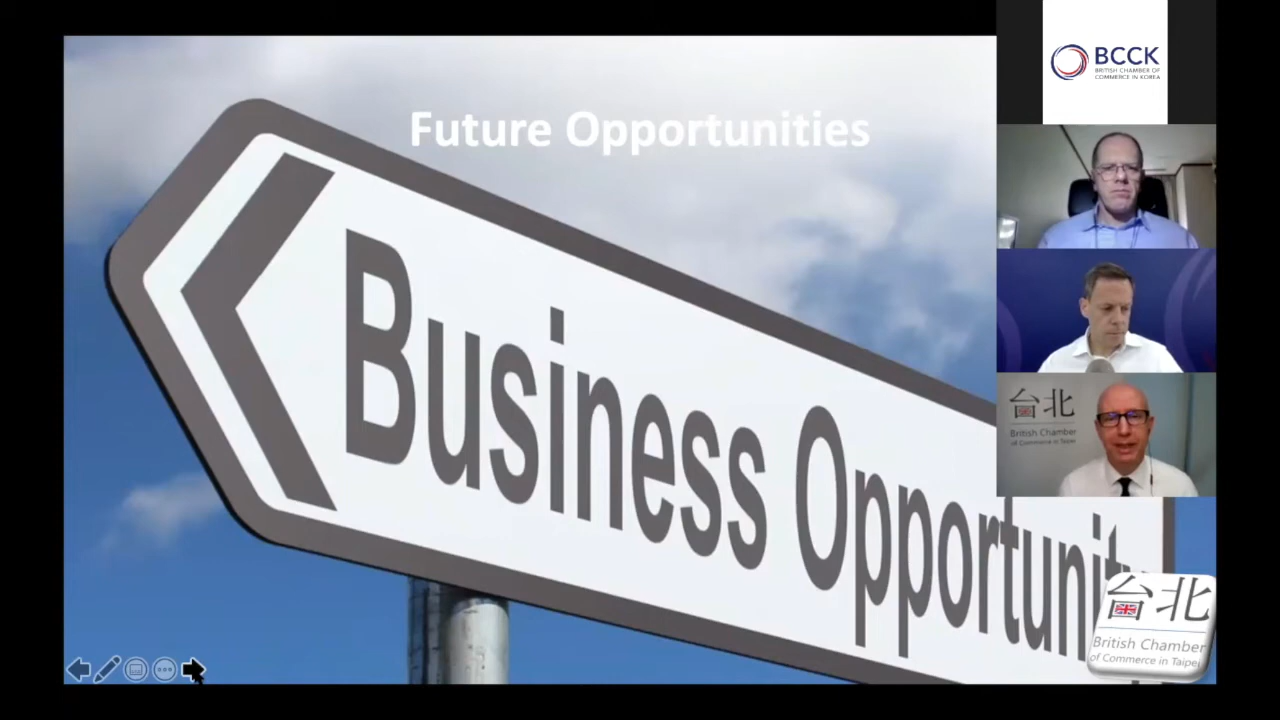 Future Opportunities
Business Opportunity
BCCK
BRITISH CHAMBER OF
COMMERCE IN KOREA
台北
British Chamber
of Commerce in Taipei
台北
British Chamber
of Commerce in Taipei